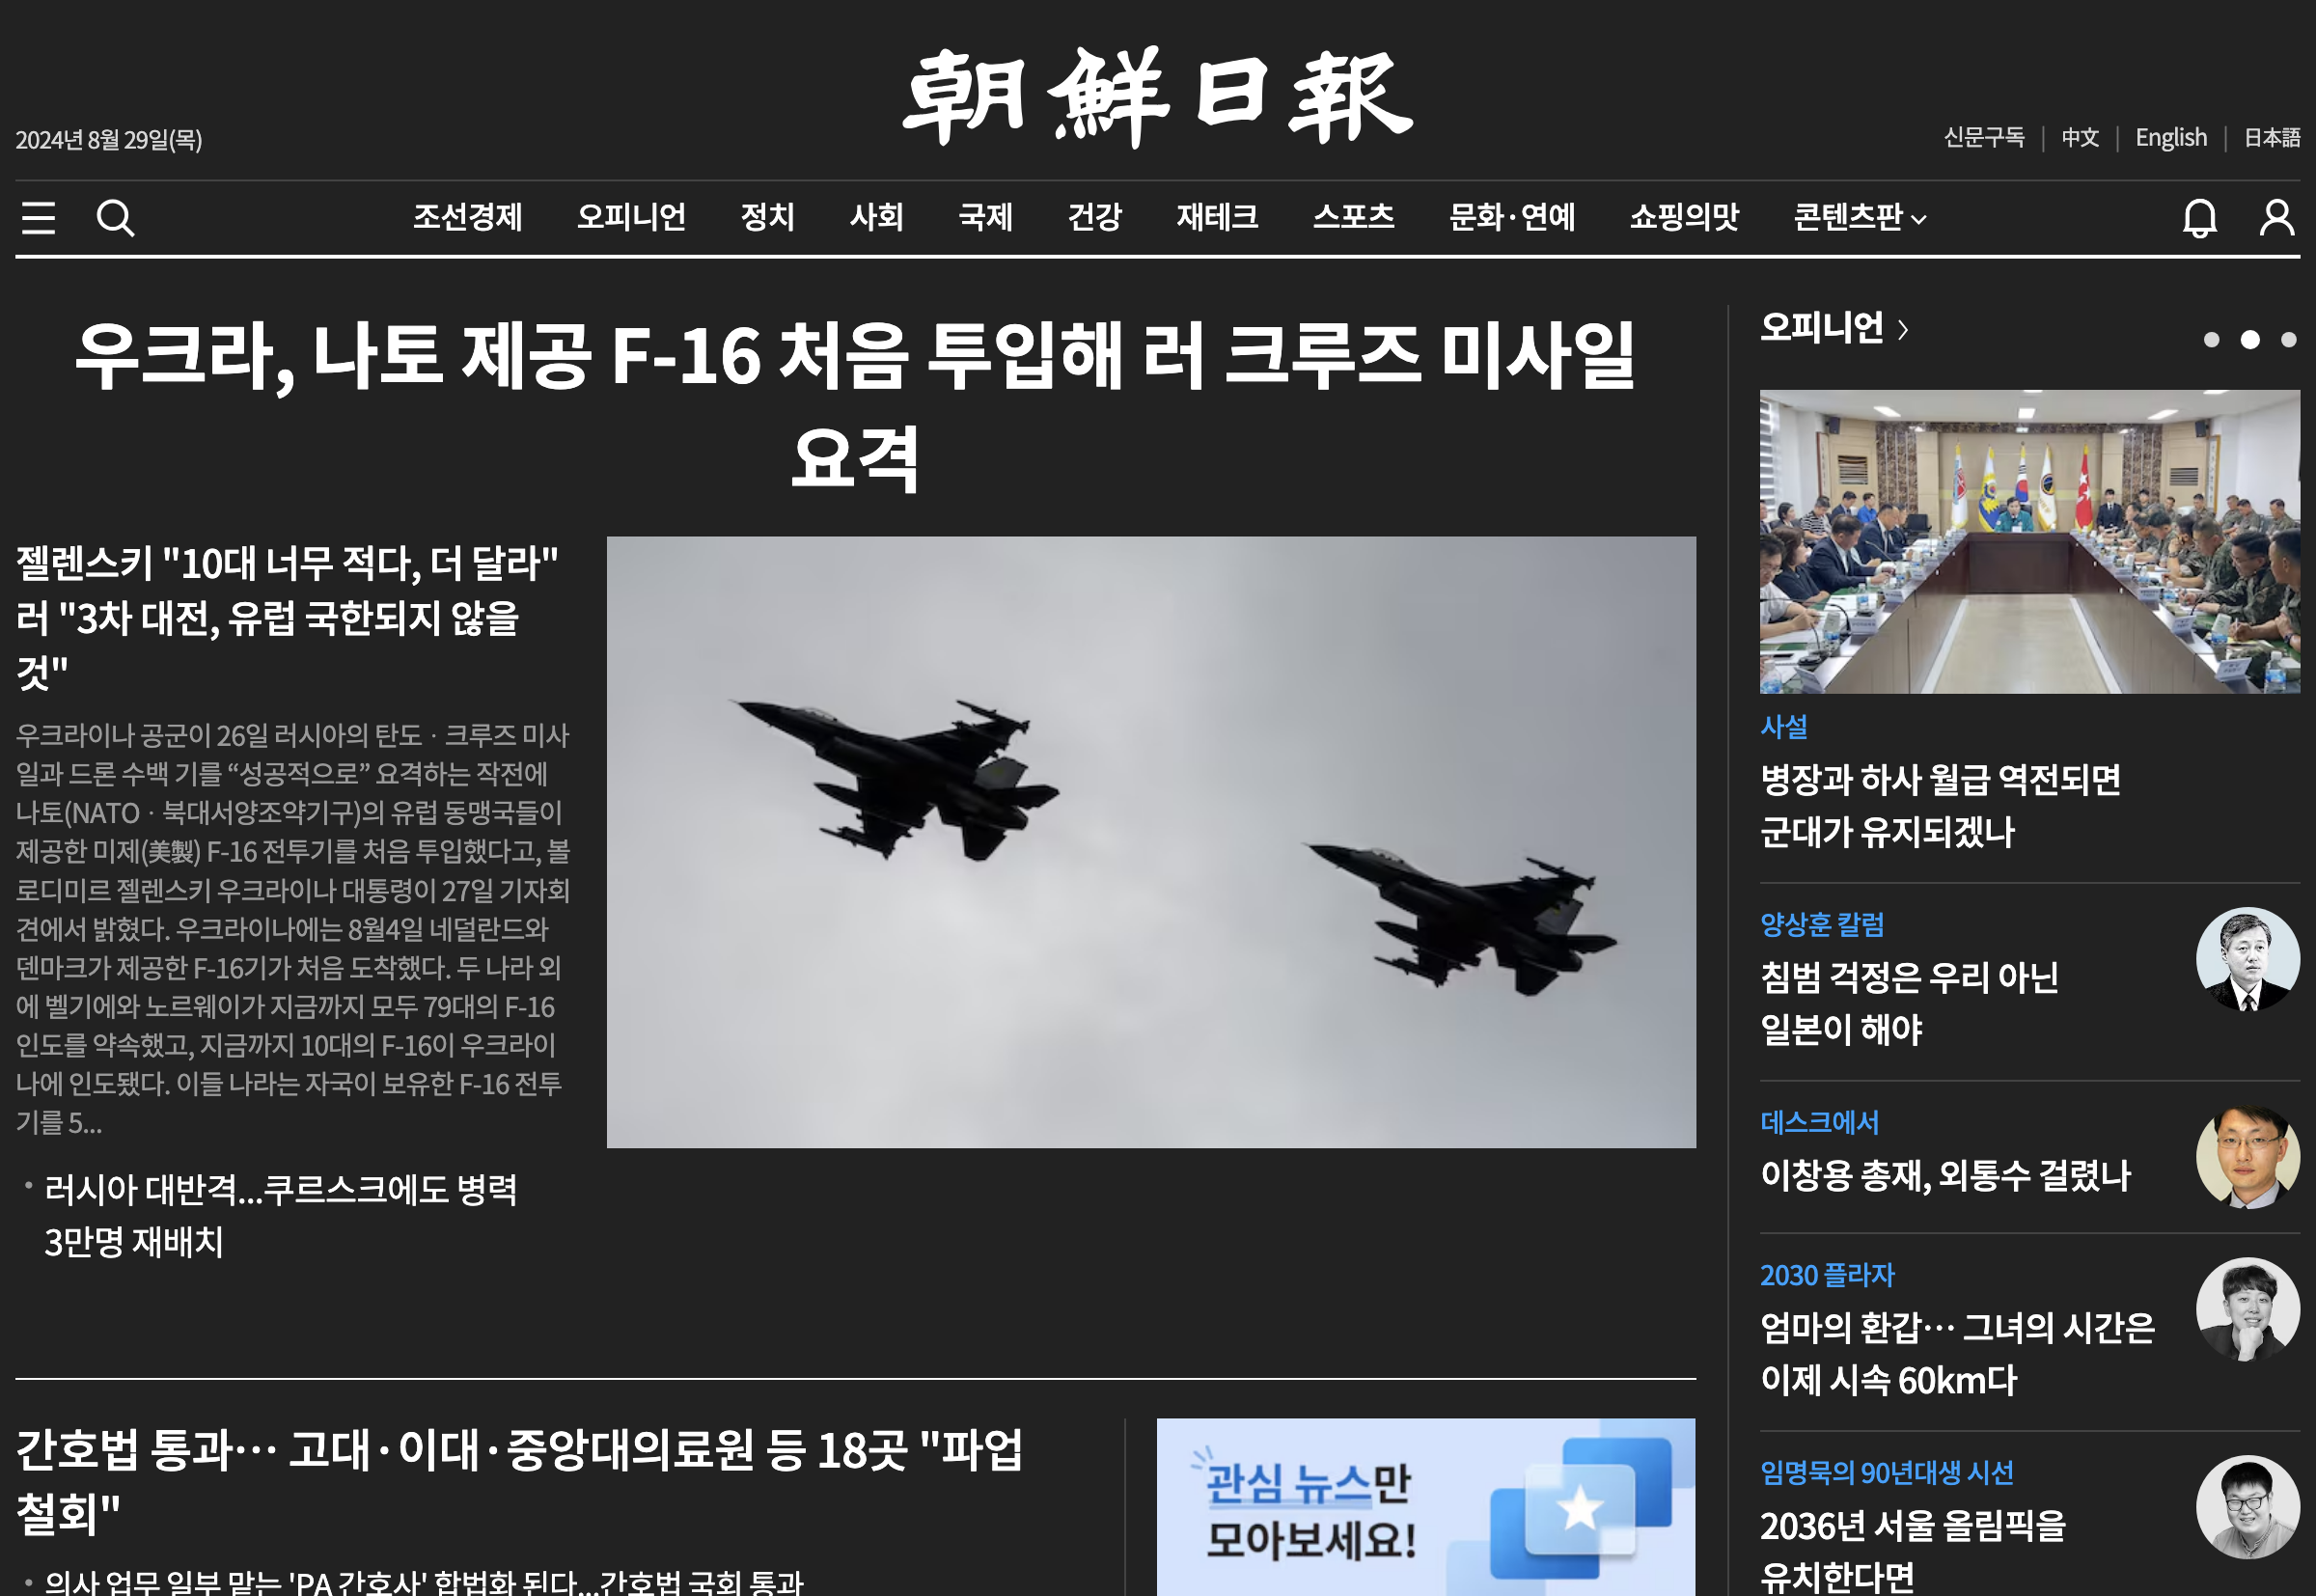 朝鮮日報
2024년 8월 29일(목)
신문구독 | 中文 | English | 日本語
조선경제 오피니언 정치 사회 국제 건강 재테크 스포츠 문화·연예 쇼핑의맛 콘텐츠판
우크라, 나토 제공 F-16 처음 투입해 러 크루즈 미사일
요격
젤렌스키 "10대 너무 적다, 더 달라"
러 "3차 대전, 유럽 국한되지 않을
것"
우크라이나 공군이 26일 러시아의 탄도ㆍ크루즈 미사
일과 드론 수백 기를 “성공적으로” 요격하는 작전에
나토(NATOㆍ북대서양조약기구)의 유럽 동맹국들이
제공한 미제(美製) F-16 전투기를 처음 투입했다고, 볼
로디미르 젤렌스키 우크라이나 대통령이 27일 기자회
견에서 밝혔다. 우크라이나에는 8월4일 네덜란드와
덴마크가 제공한 F-16기가 처음 도착했다. 두 나라 외
에 벨기에와 노르웨이가 지금까지 모두 79대의 F-16
인도를 약속했고, 지금까지 10대의 F-16이 우크라이
나에 인도됐다. 이들 나라는 자국이 보유한 F-16 전투
기를 5...
• 러시아 대반격...쿠르스크에도 병력
3만명 재배치
간호법 통과… 고대·이대·중앙대의료원 등 18곳 "파업
철회"
• 의사 업무 일부 맡는 'PA 간호사' 합법화 된다...간호법 국회 통과
관심 뉴스만
모아보세요!
오피니언 〉
사설
병장과 하사 월급 역전되면
군대가 유지되겠나
양상훈 칼럼
침범 걱정은 우리 아닌
일본이 해야
데스크에서
이창용 총재, 외통수 걸렸나
2030 플라자
엄마의 환갑… 그녀의 시간은
이제 시속 60km다
임명묵의 90년대생 시선
2036년 서울 올림픽을
유치한다면